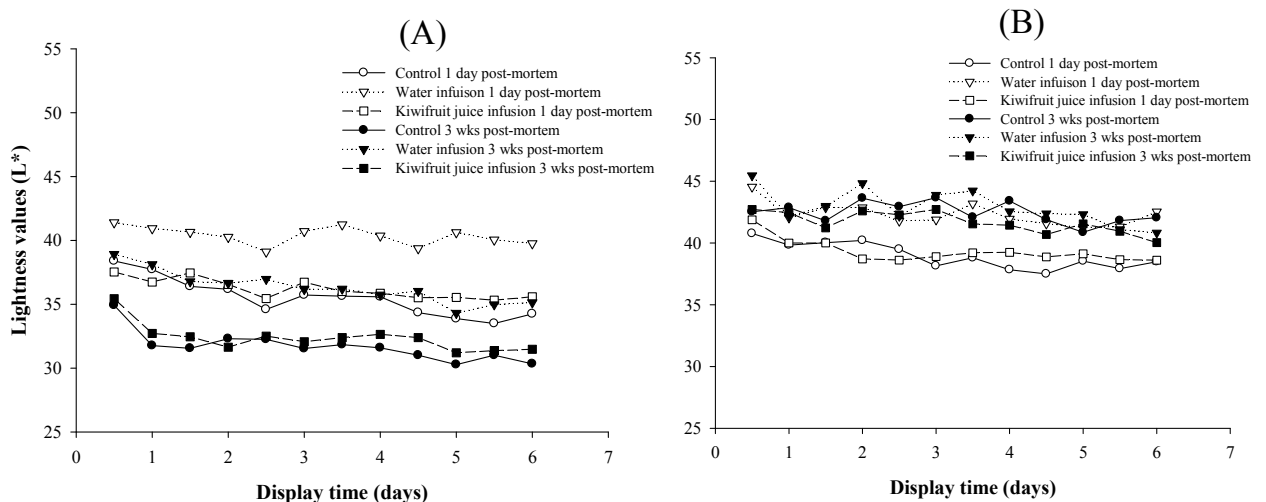 (A)
Control 1 day post-mortem
Water infuison 1 day post-mortem
Kiwifruit juice infusion 1 day post-mortem
Control 3 wks post-mortem
Water infusion 3 wks post-mortem
Kiwifruit juice infusion 3 wks post-mortem
Lightness values (L*)
55
50
45
40
35
30
25
0 1 2 3 4 5 6 7
Display time (days)
(B)
Control 1 day post-mortem
Water infusion 1 day post-mortem
Kiwifruit juice infusion 1 day post-mortem
Control 3 wks post-mortem
Water infusion 3 wks post-mortem
Kiwifruit juice infusion 3 wks post-mortem
55
50
45
40
35
30
25
0 1 2 3 4 5 6 7
Display time (days)